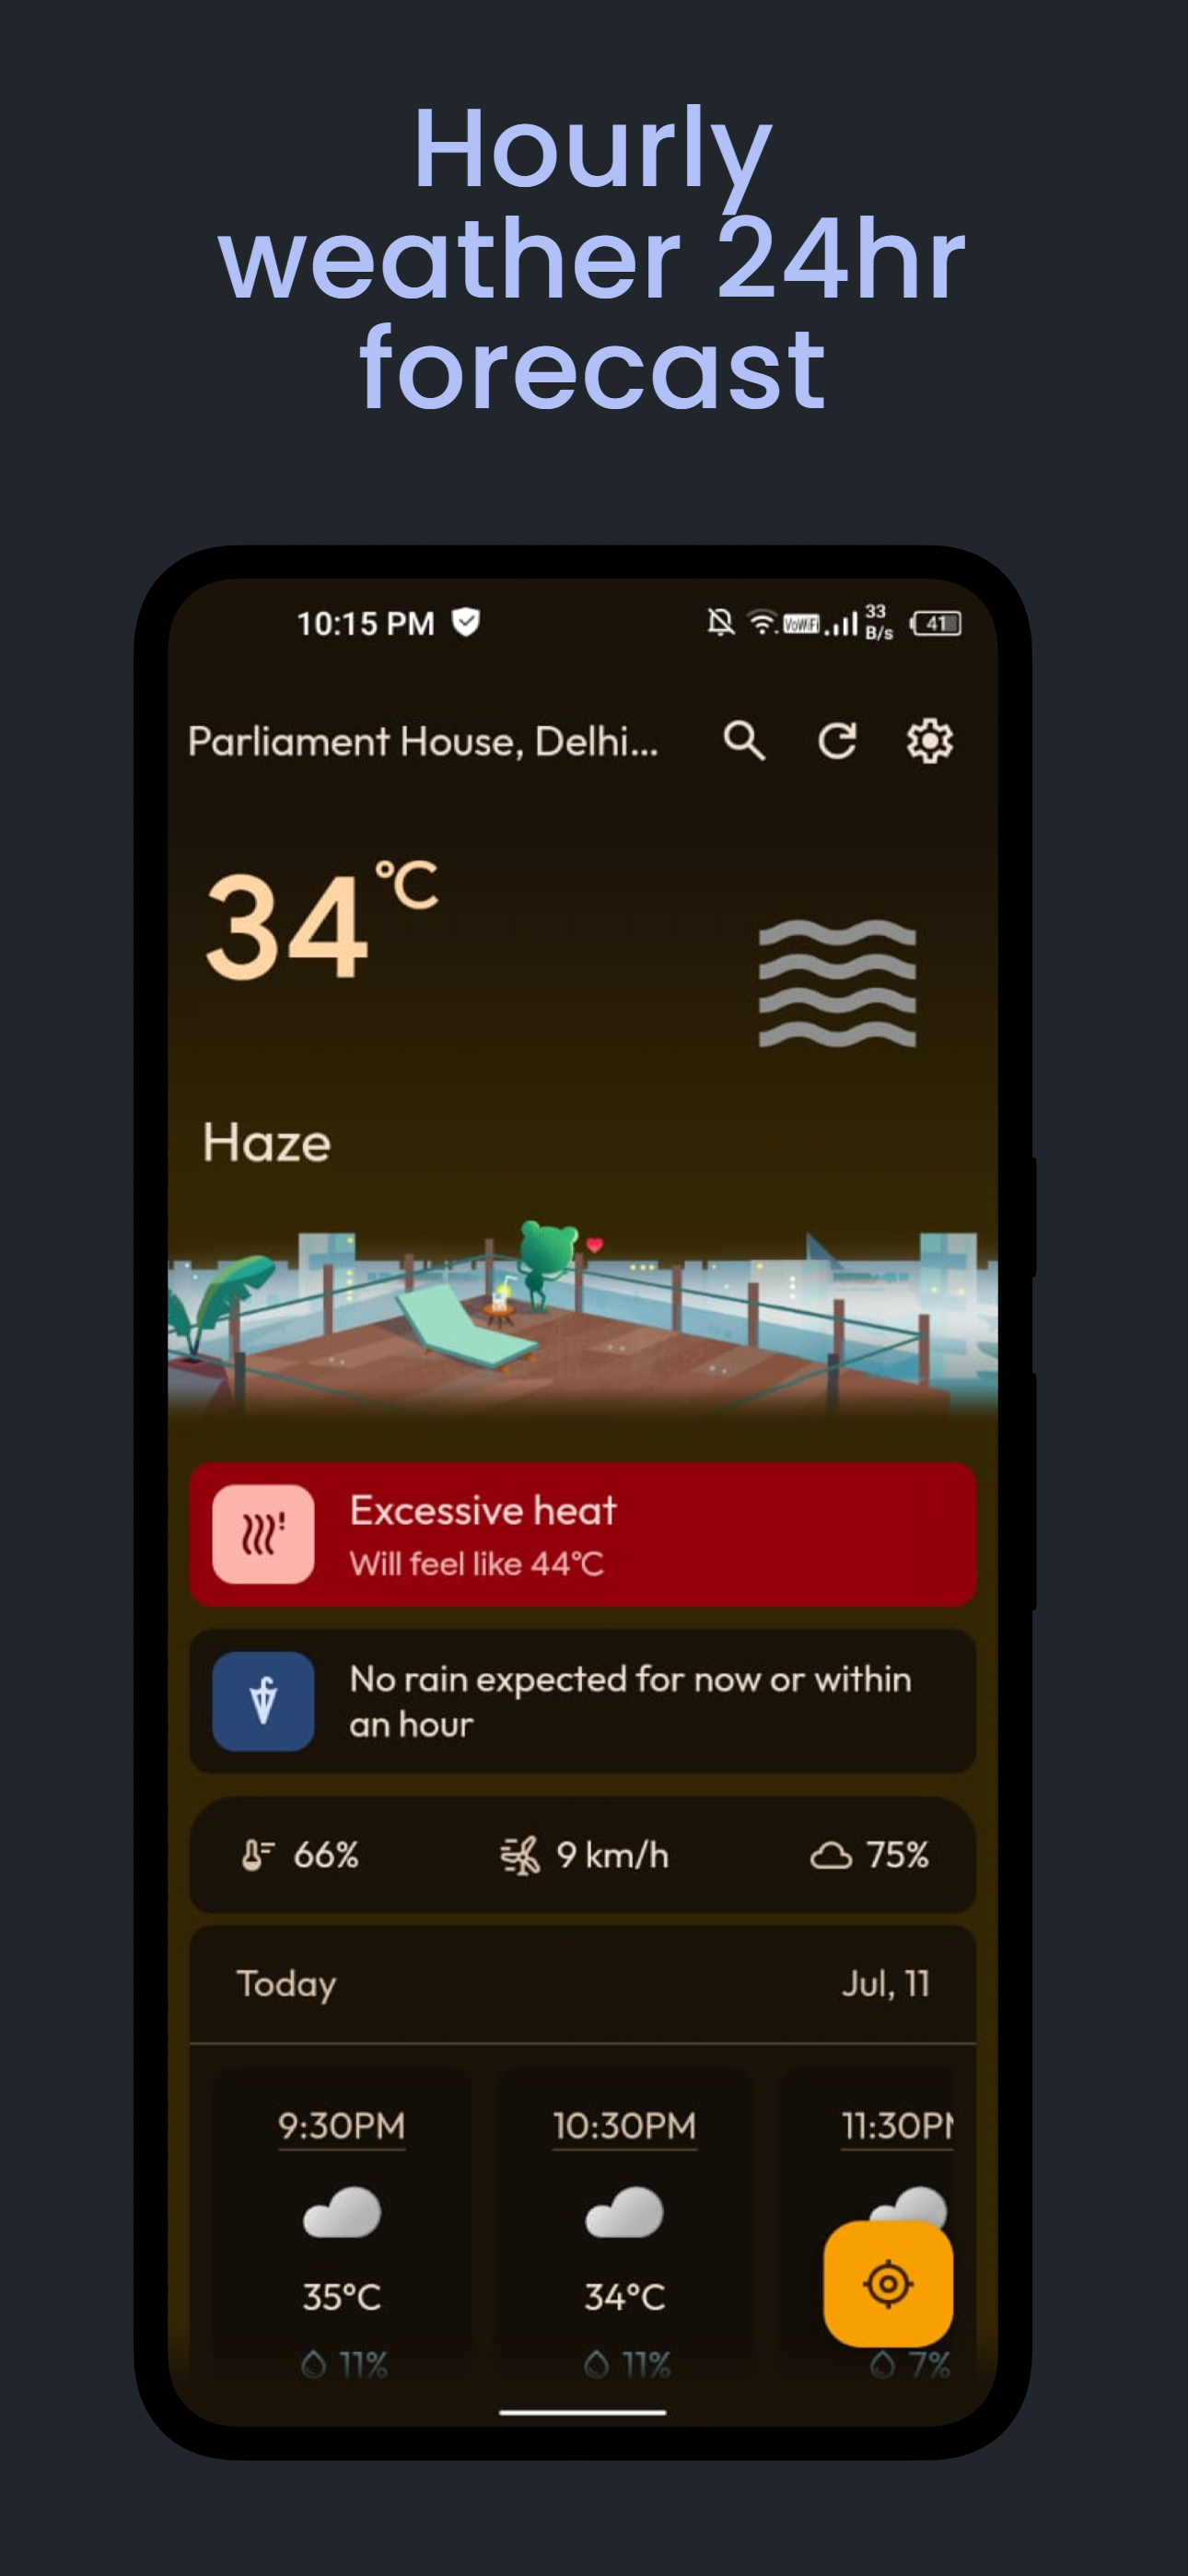 Hourly
weather 24hr
forecast
10:15 PM
VoWiFi
33
B/s
41
Parliament House, Delhi...
34°C
Haze
Excessive heat
Will feel like 44°C
No rain expected for now or within
an hour
66% 9 km/h 75%
Today Jul, 11
9:30PM 10:30PM 11:30PM
35°C 34°C
11% 11% 7%